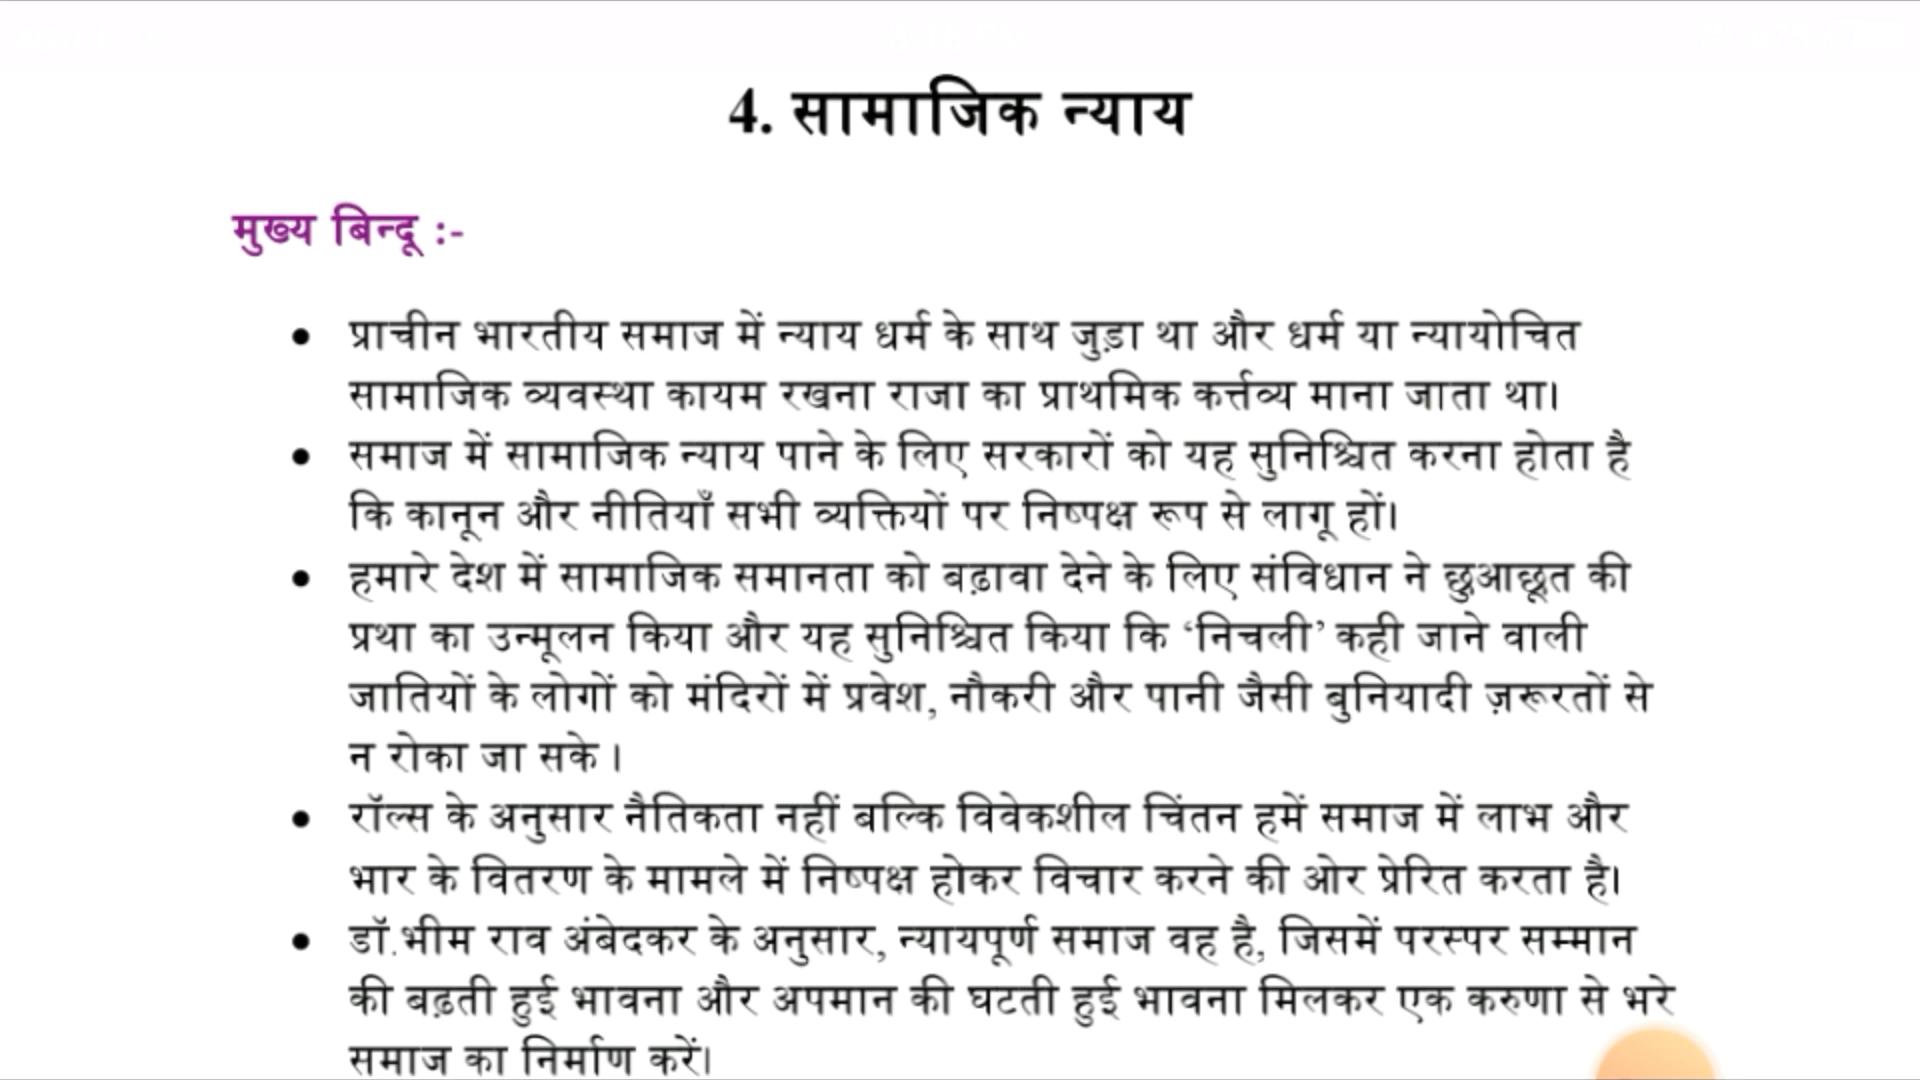 4. सामाजिक न्याय
मुख्य बिन्दू :-
• प्राचीन भारतीय समाज में न्याय धर्म के साथ जुड़ा था और धर्म या न्यायोचित
सामाजिक व्यवस्था कायम रखना राजा का प्राथमिक कर्त्तव्य माना जाता था।
• समाज में सामाजिक न्याय पाने के लिए सरकारों को यह सुनिश्चित करना होता है
कि कानून और नीतियाँ सभी व्यक्तियों पर निष्पक्ष रूप से लागू हों।
• हमारे देश में सामाजिक समानता को बढ़ावा देने के लिए संविधान ने छुआछूत की
प्रथा का उन्मूलन किया और यह सुनिश्चित किया कि ‘निचली’ कही जाने वाली
जातियों के लोगों को मंदिरों में प्रवेश, नौकरी और पानी जैसी बुनियादी ज़रूरतों से
न रोका जा सके ।
• रॉल्स के अनुसार नैतिकता नहीं बल्कि विवेकशील चिंतन हमें समाज में लाभ और
भार के वितरण के मामले में निष्पक्ष होकर विचार करने की ओर प्रेरित करता है।
• डॉ.भीम राव अंबेदकर के अनुसार, न्यायपूर्ण समाज वह है, जिसमें परस्पर सम्मान
की बढ़ती हुई भावना और अपमान की घटती हुई भावना मिलकर एक करुणा से भरे
समाज का निर्माण करें।